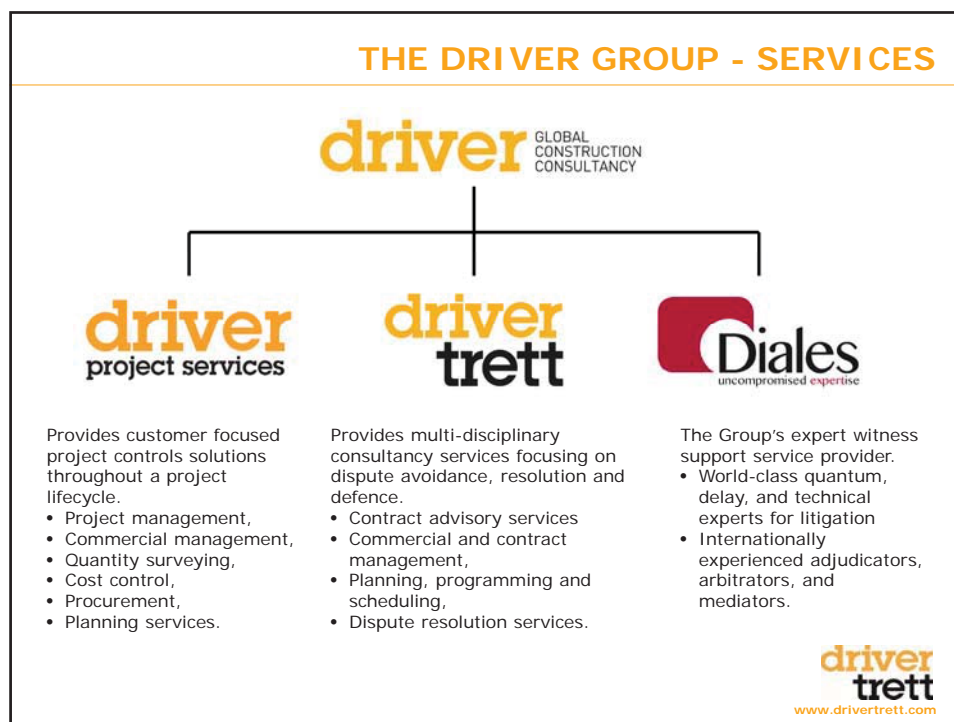 THE DRIVER GROUP - SERVICES
driver GLOBAL
CONSTRUCTION
CONSULTANCY
driver
project services
driver
trett
Diales
uncompromised expertise
Provides customer focused
project controls solutions
throughout a project
lifecycle.
• Project management,
• Commercial management,
• Quantity surveying,
• Cost control,
• Procurement,
• Planning services.
Provides multi-disciplinary
consultancy services focusing on
dispute avoidance, resolution and
defence.
• Contract advisory services
• Commercial and contract
management,
• Planning, programming and
scheduling,
• Dispute resolution services.
The Group's expert witness
support service provider.
• World-class quantum,
delay, and technical
experts for litigation
• Internationally
experienced adjudicators,
arbitrators, and
mediators.
driver
trett
www.drivertrett.com